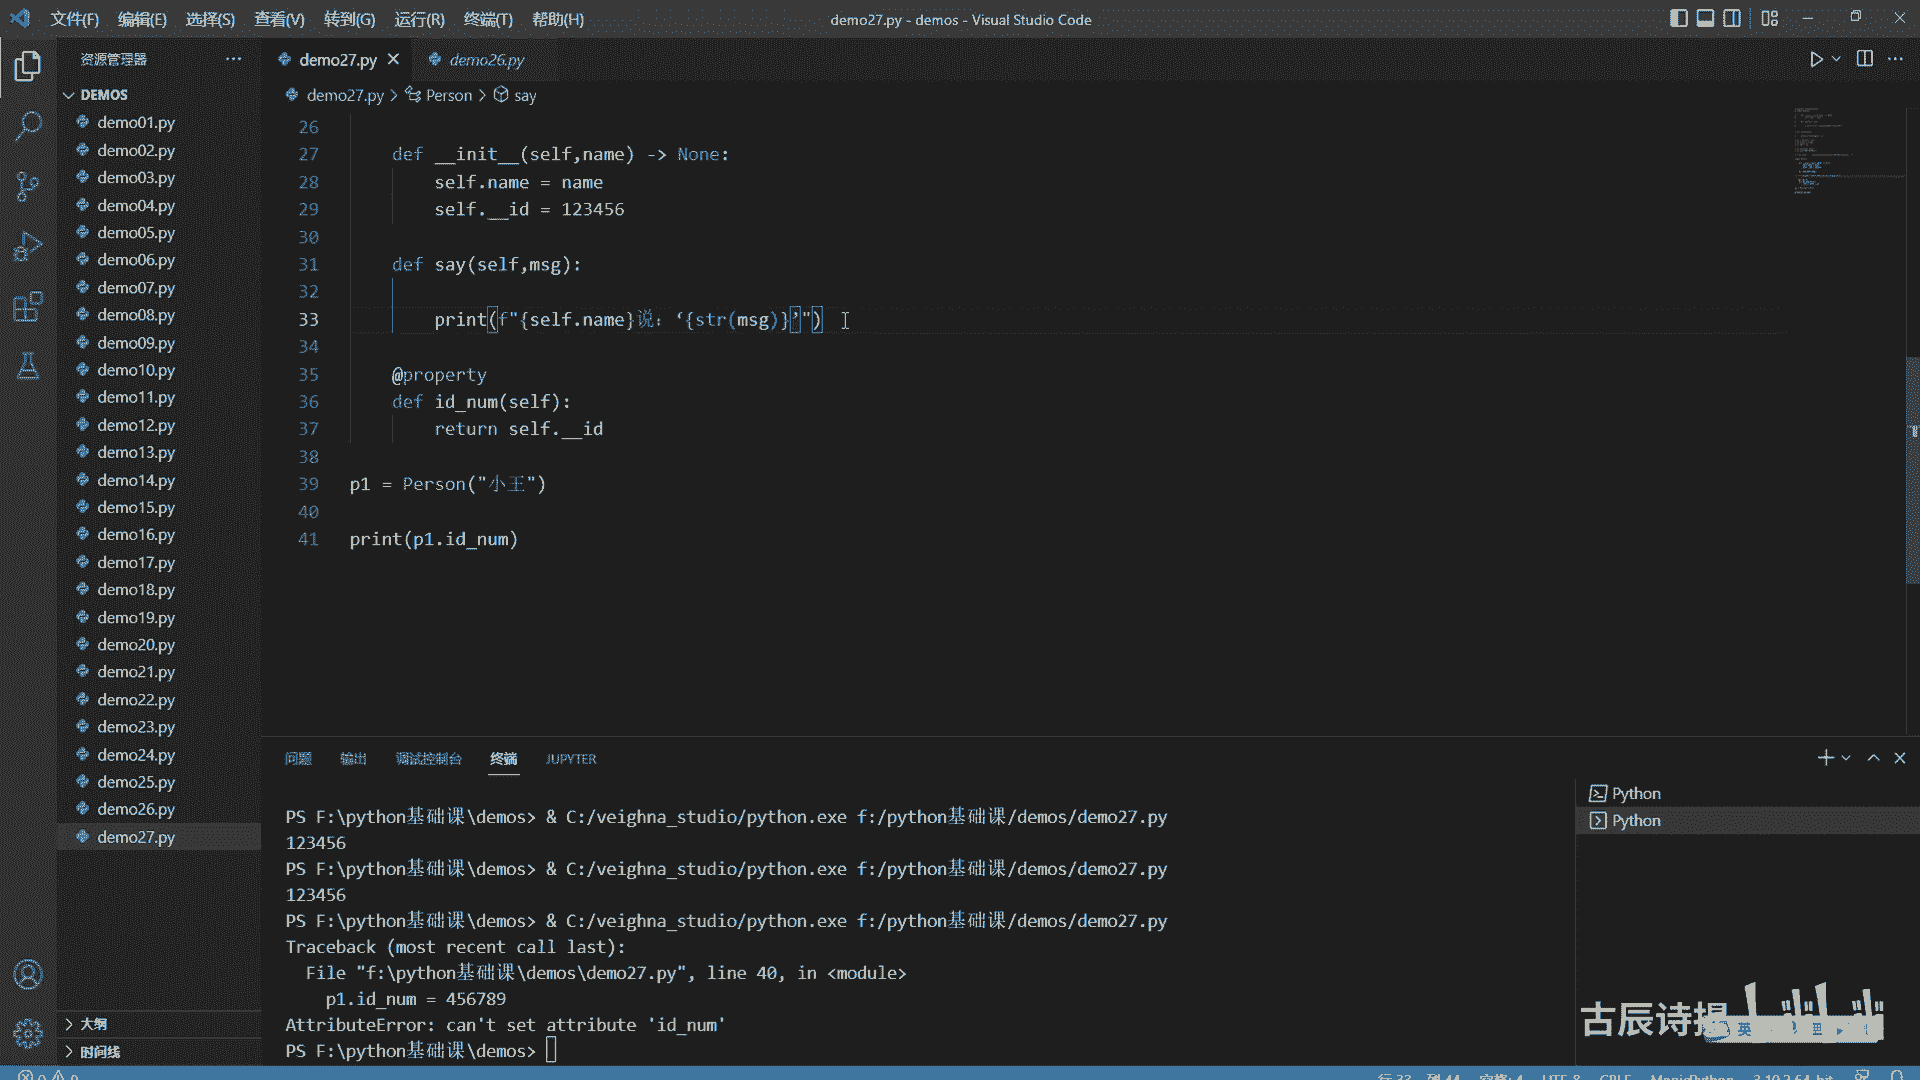 文件(F) 编辑(E) 选择(S) 查看(V) 转到(G) 运行(R) 终端(T) 帮助(H)
demo27.py - demos - Visual Studio Code
资源管理器
DEMOS
demo01.py
demo02.py
demo03.py
demo04.py
demo05.py
demo06.py
demo07.py
demo08.py
demo09.py
demo10.py
demo11.py
demo12.py
demo13.py
demo14.py
demo15.py
demo16.py
demo17.py
demo18.py
demo19.py
demo20.py
demo21.py
demo22.py
demo23.py
demo24.py
demo25.py
demo26.py
demo27.py
大纲
时间线
demo27.py demo26.py
demo27.py > Person > say
26
27 def __init__(self,name) -> None:
28 self.name = name
29 self.__id = 123456
30
31 def say(self,msg):
32
33 print(f"{self.name}说：‘{str(msg)}’")
34
35 @property
36 def id_num(self):
37 return self.__id
38
39 p1 = Person("小王")
40
41 print(p1.id_num)
问题 输出 调试控制台 终端 JUPYTER
PS F:\python基础课\demos> & C:/veighna_studio/python.exe f:/python基础课/demos/demo27.py
123456
PS F:\python基础课\demos> & C:/veighna_studio/python.exe f:/python基础课/demos/demo27.py
123456
PS F:\python基础课\demos> & C:/veighna_studio/python.exe f:/python基础课/demos/demo27.py
Traceback (most recent call last):
File "f:\python基础课\demos\demo27.py", line 40, in <module>
p1.id_num = 456789
AttributeError: can't set attribute 'id_num'
PS F:\python基础课\demos>
Python
Python
古辰诗提
英